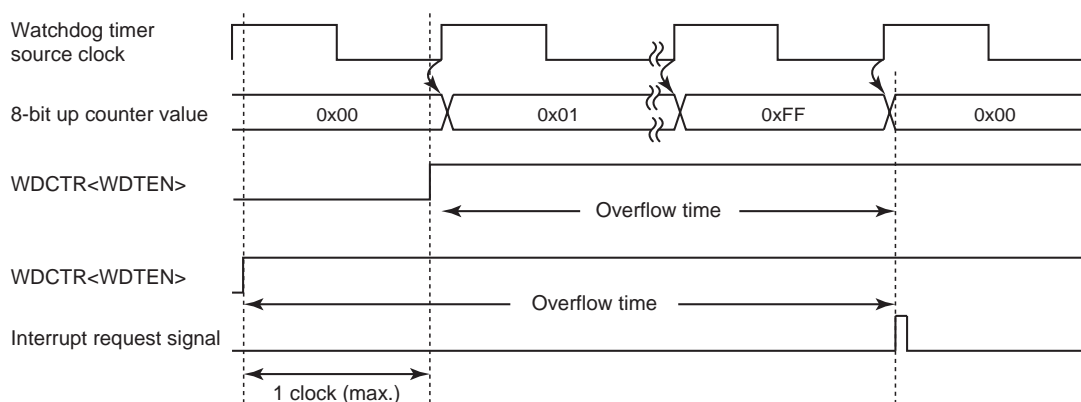 Watchdog timer
source clock
8-bit up counter value
0x00
0x01
0xFF
0x00
WDCTR<WDTEN>
Overflow time
WDCTR<WDTEN>
Overflow time
Interrupt request signal
1 clock (max.)